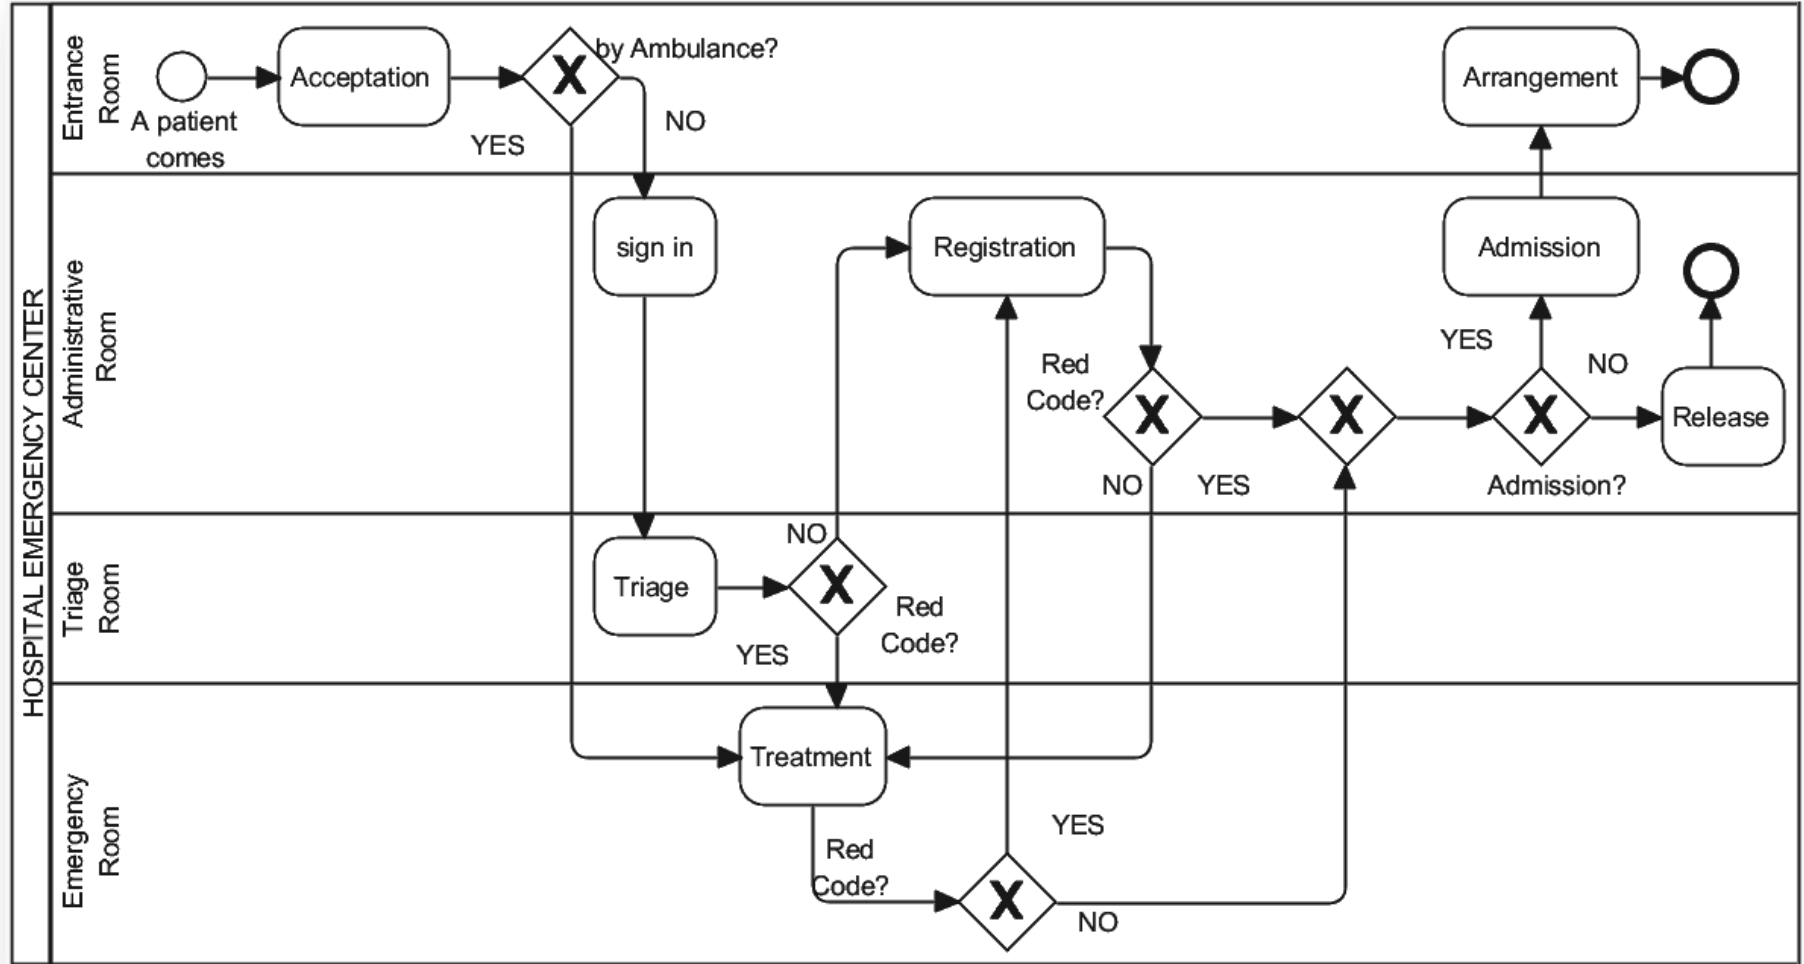 HOSPITAL EMERGENCY CENTER
Entrance
Room
A patient
comes
Acceptation
X
by Ambulance?
YES
NO
Arrangement
Administrative
Room
sign in
Registration
Red
Code?
X
NO
YES
X
X
Admission?
YES
NO
Admission
Release
Triage
Room
Triage
NO
X
Red
Code?
YES
Emergency
Room
Treatment
Red
Code?
X
YES
NO